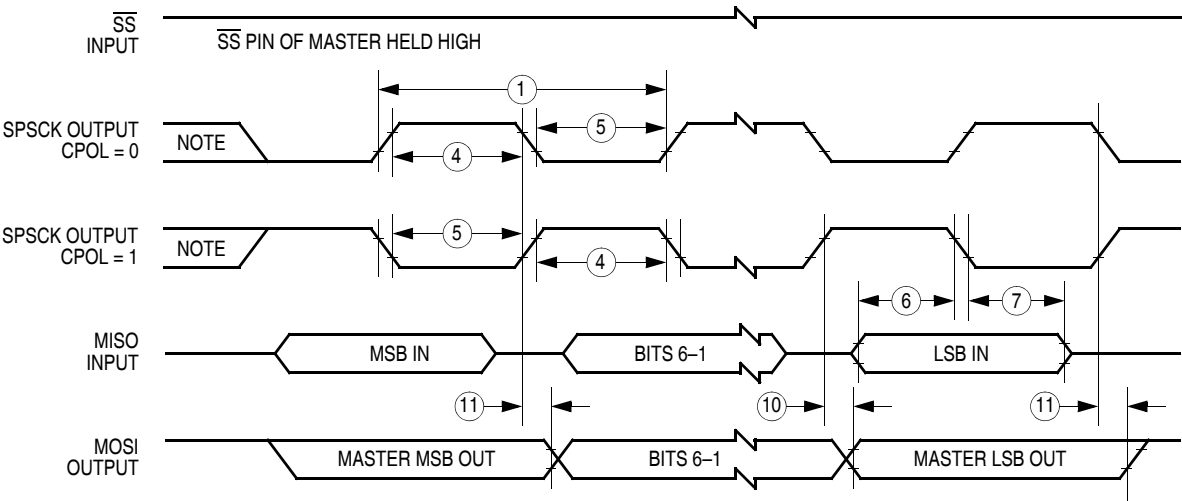 SS
INPUT
SS PIN OF MASTER HELD HIGH
1
SPSCK OUTPUT
CPOL = 0
NOTE
4
5
SPSCK OUTPUT
CPOL = 1
NOTE
5
4
6
7
MISO
INPUT
MSB IN
BITS 6–1
LSB IN
11
10
11
MOSI
OUTPUT
MASTER MSB OUT
BITS 6–1
MASTER LSB OUT